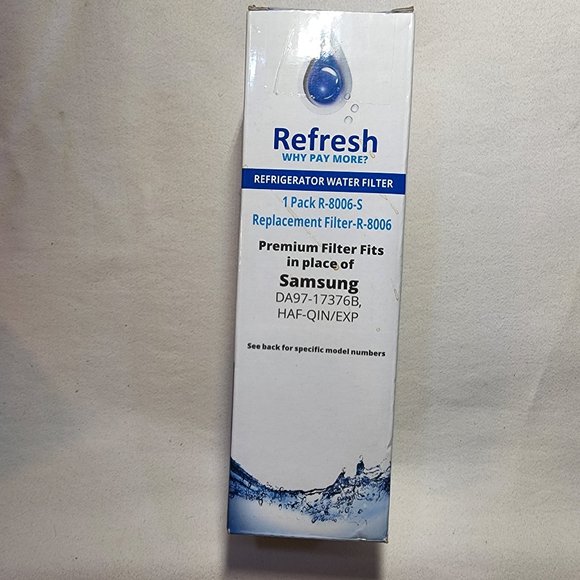 Refresh
WHY PAY MORE?
REFRIGERATOR WATER FILTER
1 Pack R-8006-S
Replacement Filter-R-8006
Premium Filter Fits
in place of
Samsung
DA97-17376B,
HAF-QIN/EXP
See back for specific model numbers